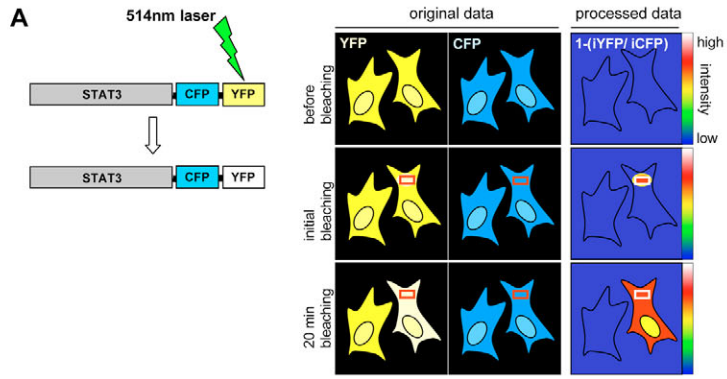 A
514nm laser
STAT3 CFP YFP
STAT3 CFP YFP
original data
processed data
YFP
CFP
1-(iYFP/ iCFP)
before
bleaching
initial
bleaching
20 min
bleaching
high
intensity
low